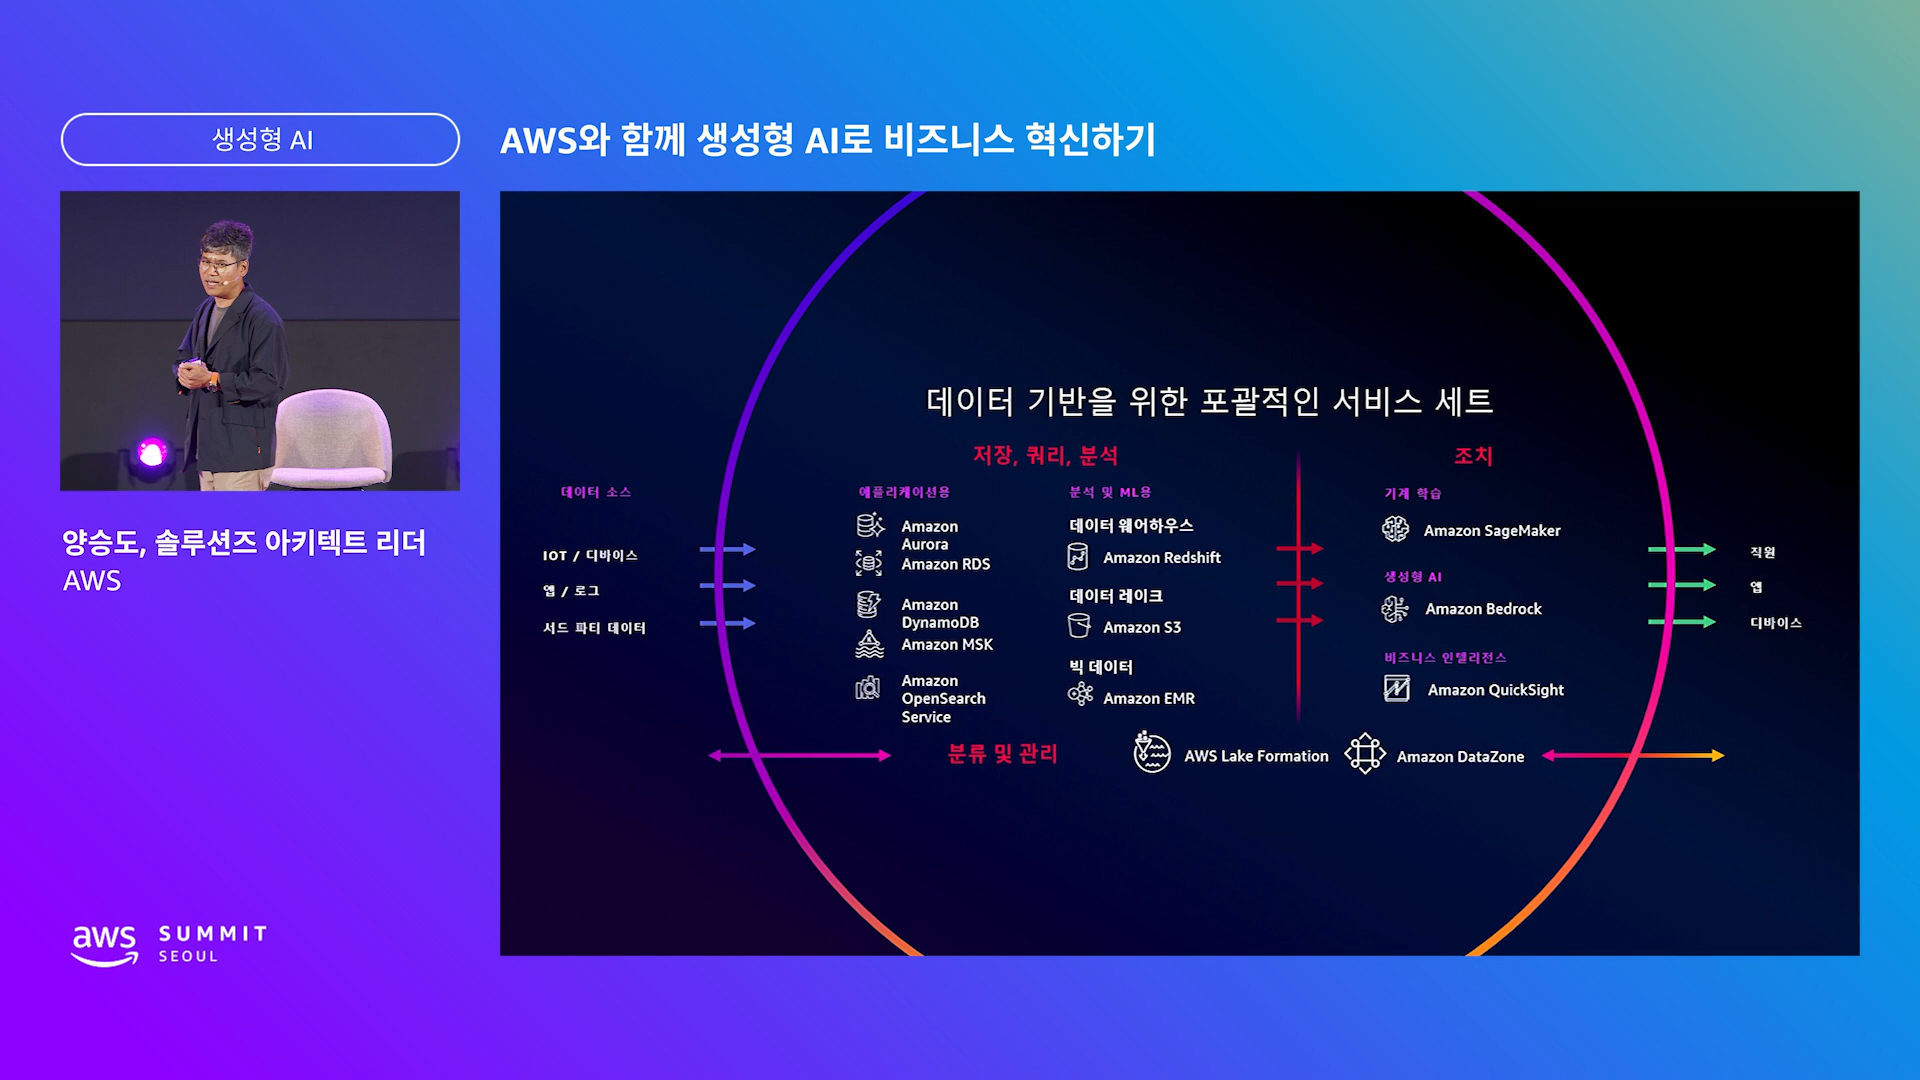 생성형 AI
AWS와 함께 생성형 AI로 비즈니스 혁신하기
양승도, 솔루션즈 아키텍트 리더
AWS
aws SUMMIT
SEOUL
데이터 기반을 위한 포괄적인 서비스 세트
데이터 소스
IOT / 디바이스
앱 / 로그
서드 파티 데이터
저장, 쿼리, 분석
애플리케이션용
Amazon
Aurora
Amazon RDS
Amazon
DynamoDB
Amazon MSK
Amazon
OpenSearch
Service
분석 및 ML용
데이터 웨어하우스
Amazon Redshift
데이터 레이크
Amazon S3
빅 데이터
Amazon EMR
조치
기계 학습
Amazon SageMaker
생성형 AI
Amazon Bedrock
비즈니스 인텔리전스
Amazon QuickSight
직원
앱
디바이스
분류 및 관리
AWS Lake Formation
Amazon DataZone